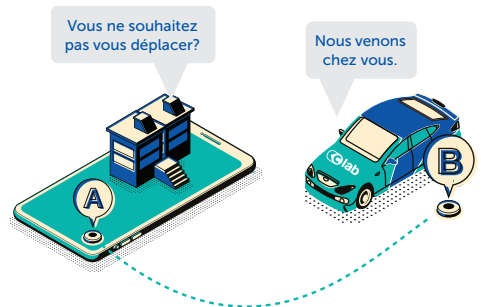 Vous ne souhaitez
pas vous déplacer?
Nous venons
chez vous.
A
B
lab